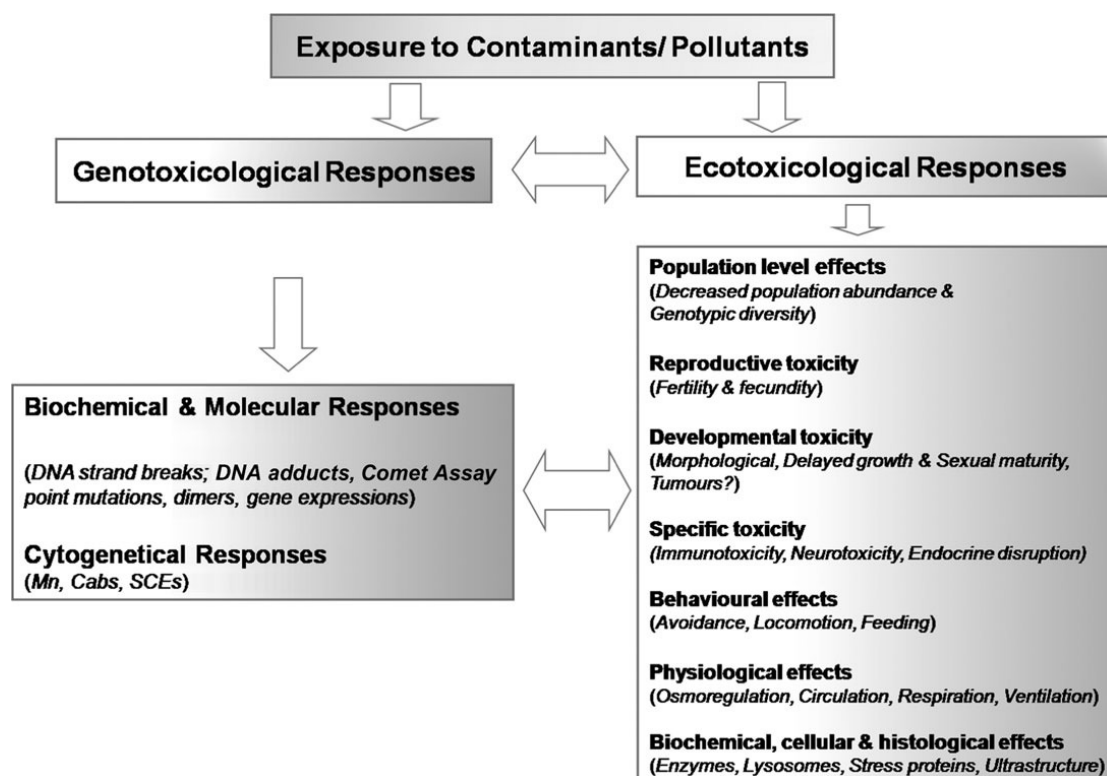 Exposure to Contaminants/ Pollutants
Genotoxicological Responses
Ecotoxicological Responses
Biochemical & Molecular Responses
(DNA strand breaks; DNA adducts, Comet Assay
point mutations, dimers, gene expressions)
Cytogenetical Responses
(Mn, Cabs, SCEs)
Population level effects
(Decreased population abundance &
Genotypic diversity)
Reproductive toxicity
(Fertility & fecundity)
Developmental toxicity
(Morphological, Delayed growth & Sexual maturity,
Tumours?)
Specific toxicity
(Immunotoxicity, Neurotoxicity, Endocrine disruption)
Behavioural effects
(Avoidance, Locomotion, Feeding)
Physiological effects
(Osmoregulation, Circulation, Respiration, Ventilation)
Biochemical, cellular & histological effects
(Enzymes, Lysosomes, Stress proteins, Ultrastructure)